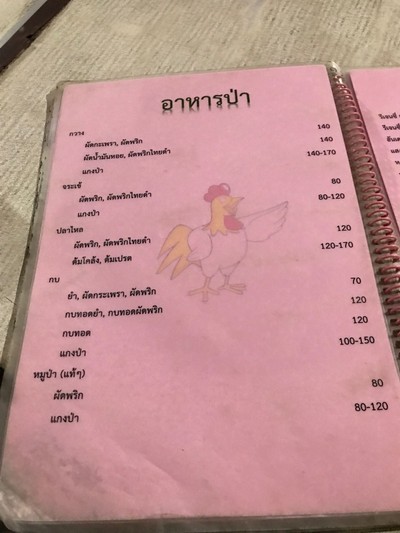 อาหารป่า
กวาง
ผัดกะเพรา, ผัดพริก 140
ผัดน้ำมันหอย, ผัดพริกไทยดำ 140
แกงป่า 140-170
จระเข้
ผัดพริก, ผัดพริกไทยดำ 80
แกงป่า 80-120
ปลาไหล
ผัดพริก, ผัดพริกไทยดำ 120
ต้มโคล้ง, ต้มเปรต 120-170
กบ
ยำ, ผัดกระเพรา, ผัดพริก 70
กบทอดยำ, กบทอดผัดพริก 120
กบทอด 120
แกงป่า 100-150
หมูป่า (แท้ๆ)
ผัดพริก 80
แกงป่า 80-120